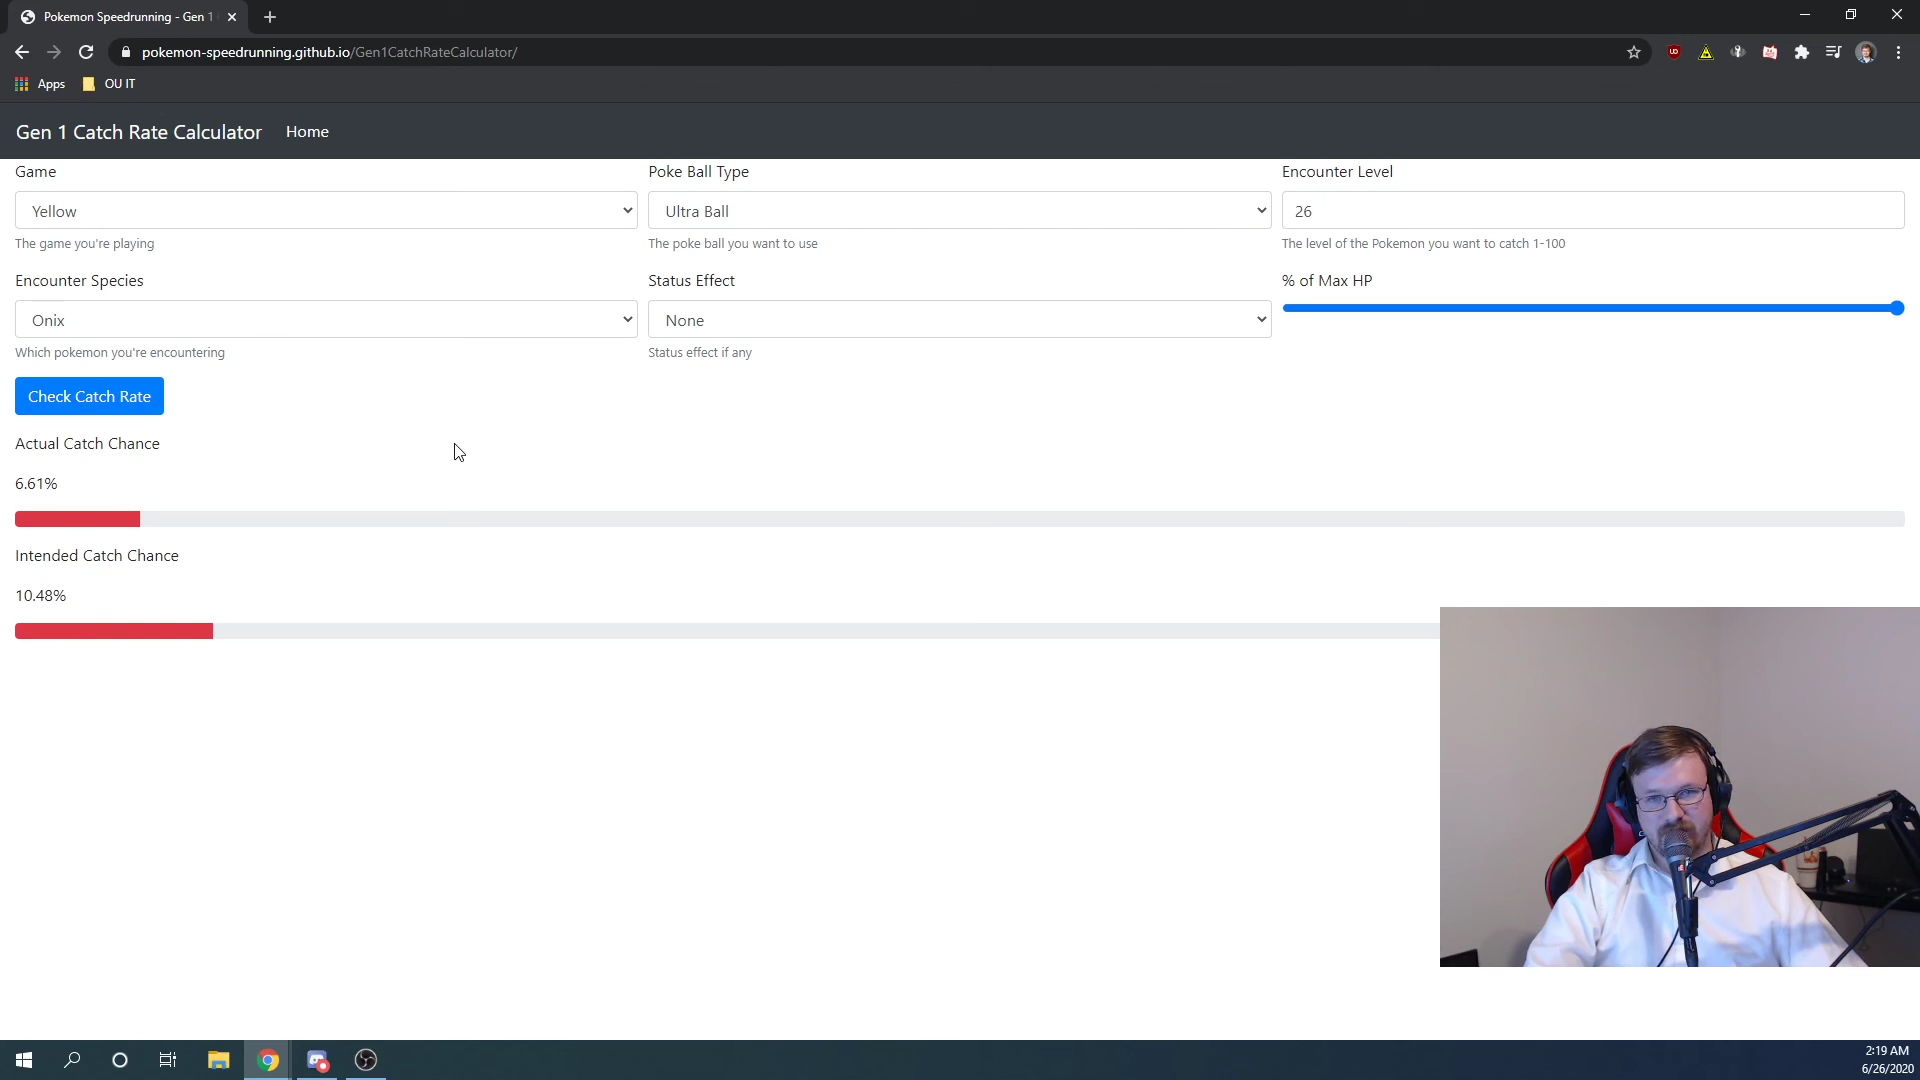 Pokemon Speedrunning - Gen 1
pokemon-speedrunning.github.io/Gen1CatchRateCalculator/
Apps
OU IT
Gen 1 Catch Rate Calculator Home
Game
Poke Ball Type
Encounter Level
Yellow
Ultra Ball
26
The game you're playing
The poke ball you want to use
The level of the Pokemon you want to catch 1-100
Encounter Species
Status Effect
% of Max HP
Onix
None
Which pokemon you're encountering
Status effect if any
Check Catch Rate
Actual Catch Chance
6.61%
Intended Catch Chance
10.48%
2:19 AM
6/26/2020